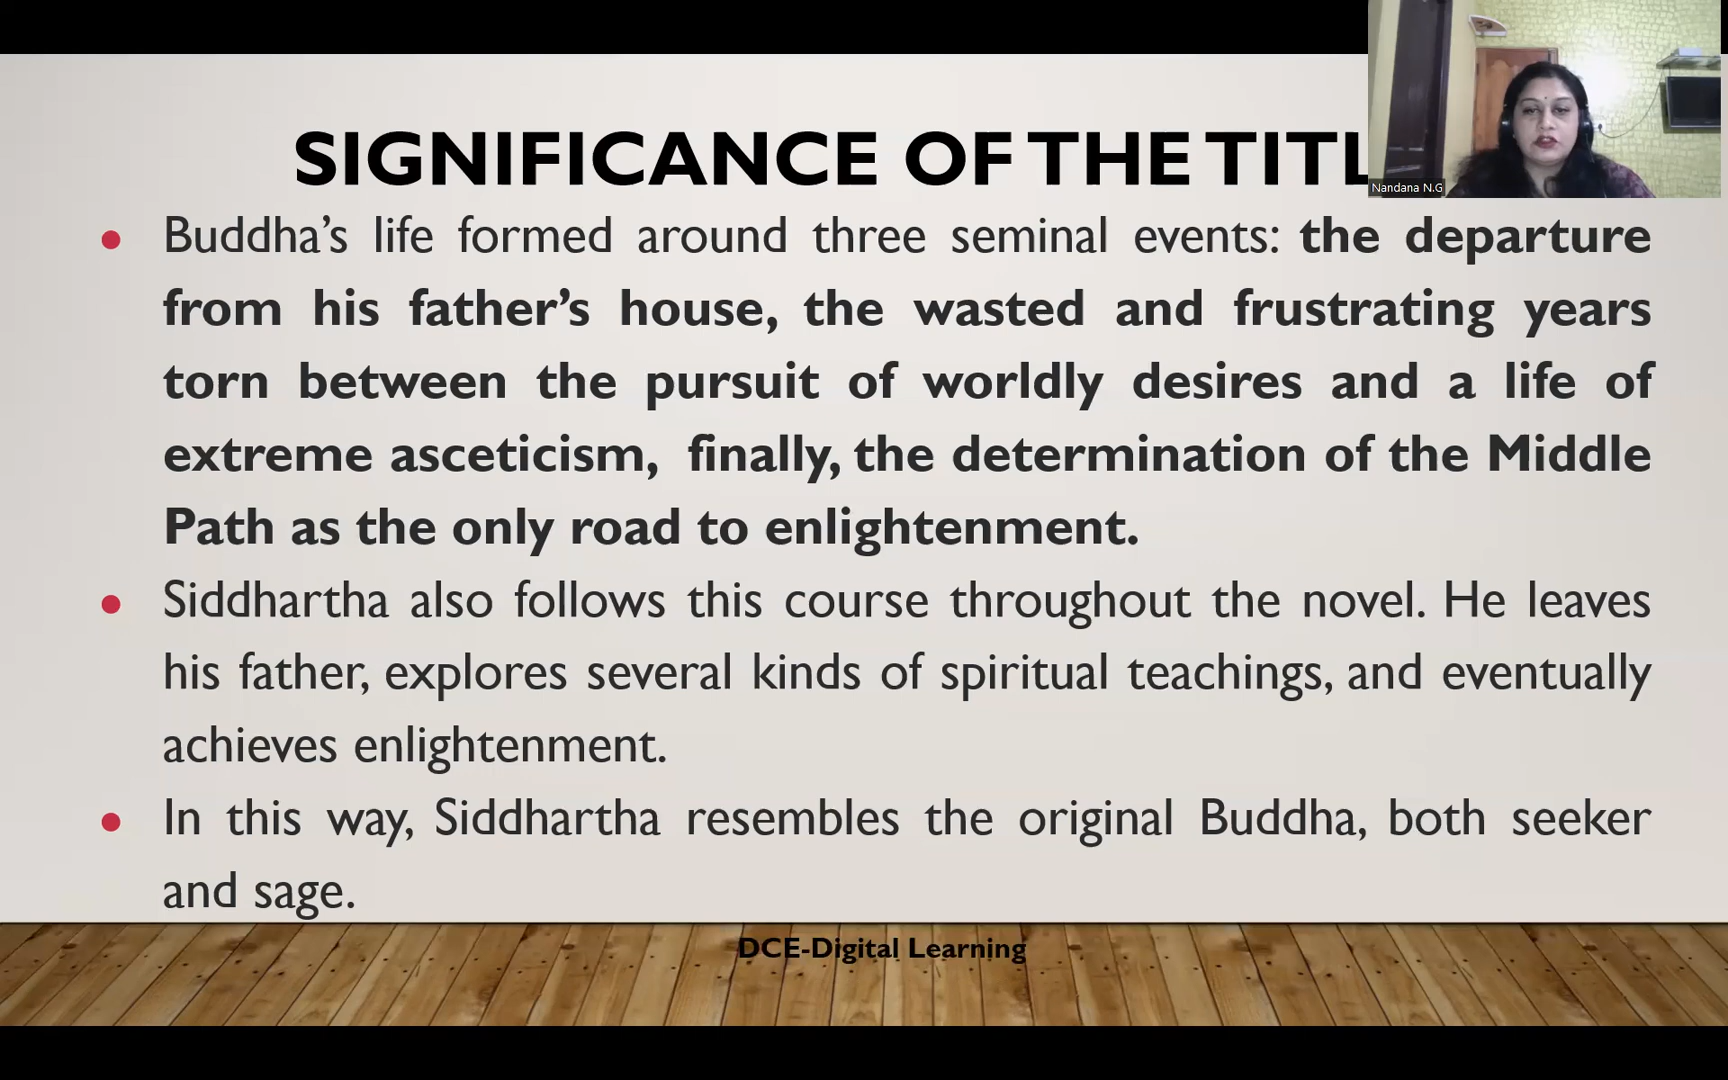 SIGNIFICANCE OF THE TITL
Nandana N.G
Buddha's life formed around three seminal events: the departure
from his father's house, the wasted and frustrating years
torn between the pursuit of worldly desires and a life of
extreme asceticism, finally, the determination of the Middle
Path as the only road to enlightenment.
Siddhartha also follows this course throughout the novel. He leaves
his father, explores several kinds of spiritual teachings, and eventually
achieves enlightenment.
In this way, Siddhartha resembles the original Buddha, both seeker
and sage.
DCE-Digital Learning